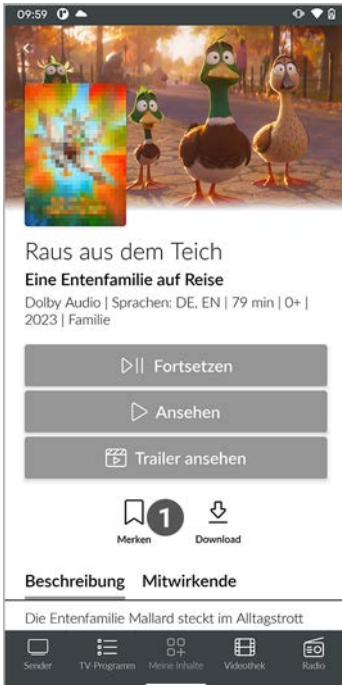 09:59
Raus aus dem Teich
Eine Entenfamilie auf Reise
Dolby Audio | Sprachen: DE, EN | 79 min | 0+ |
2023 | Familie
Fortsetzen
Ansehen
Trailer ansehen
1
Merken Download
Beschreibung Mitwirkende
Die Entenfamilie Mallard steckt im Alltagstrott
Sender TV-Programm Meine Inhalte Videothek Radio